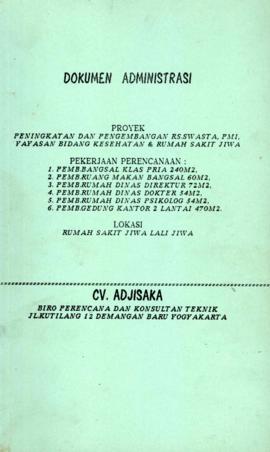 DOKUMEN ADMINISTRASI
PROYEK
PENINGKATAN DAN PENGEMBANGAN RS.SWASTA, PMI,
YAYASAN BIDANG KESEHATAN & RUMAH SAKIT JIWA
PEKERJAAN PERENCANAAN :
1. PEMB.BANGSAL KLAS PRIA 240M2,
2. PEMB.RUANG MAKAN BANGSAL 60M2,
3. PEMB.RUMAH DINAS DIREKTUR 72M2,
4. PEMB.RUMAH DINAS DOKTER 54M2,
5. PEMB.RUMAH DINAS PSIKOLOG 54M2,
6. PEMB.GEDUNG KANTOR 2 LANTAI 470M2.
LOKASI
RUMAH SAKIT JIWA LALI JIWA
CV. ADJISAKA
BIRO PERENCANA DAN KONSULTAN TEKNIK
JL.KUTILANG 12 DEMANGAN BARU YOGYAKARTA